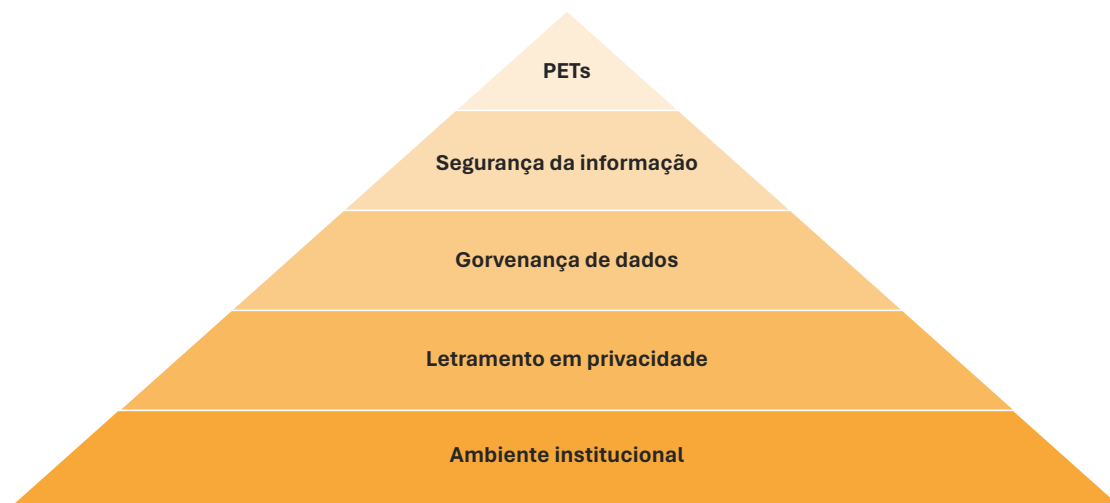 PETs
Segurança da informação
Gorvenança de dados
Letramento em privacidade
Ambiente institucional